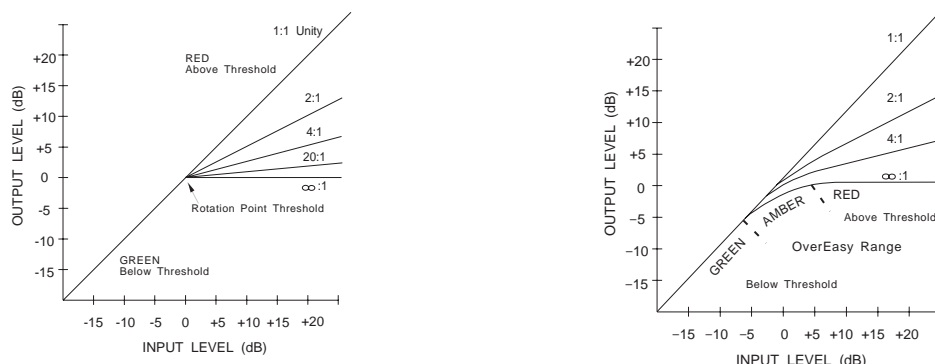 1:1 Unity
RED
Above Threshold
2:1
4:1
20:1
∞:1
Rotation Point Threshold
GREEN
Below Threshold
OUTPUT LEVEL (dB)
+20
+15
+10
+5
0
-5
-10
-15
-15 -10 -5 0 +5 +10 +15 +20
INPUT LEVEL (dB)
1:1
2:1
4:1
∞:1
RED
AMBER
GREEN
Above Threshold
OverEasy Range
Below Threshold
OUTPUT LEVEL (dB)
+20
+15
+10
+5
0
−5
−10
−15
−15 −10 −5 0 +5 +10 +15 +20
INPUT LEVEL (dB)